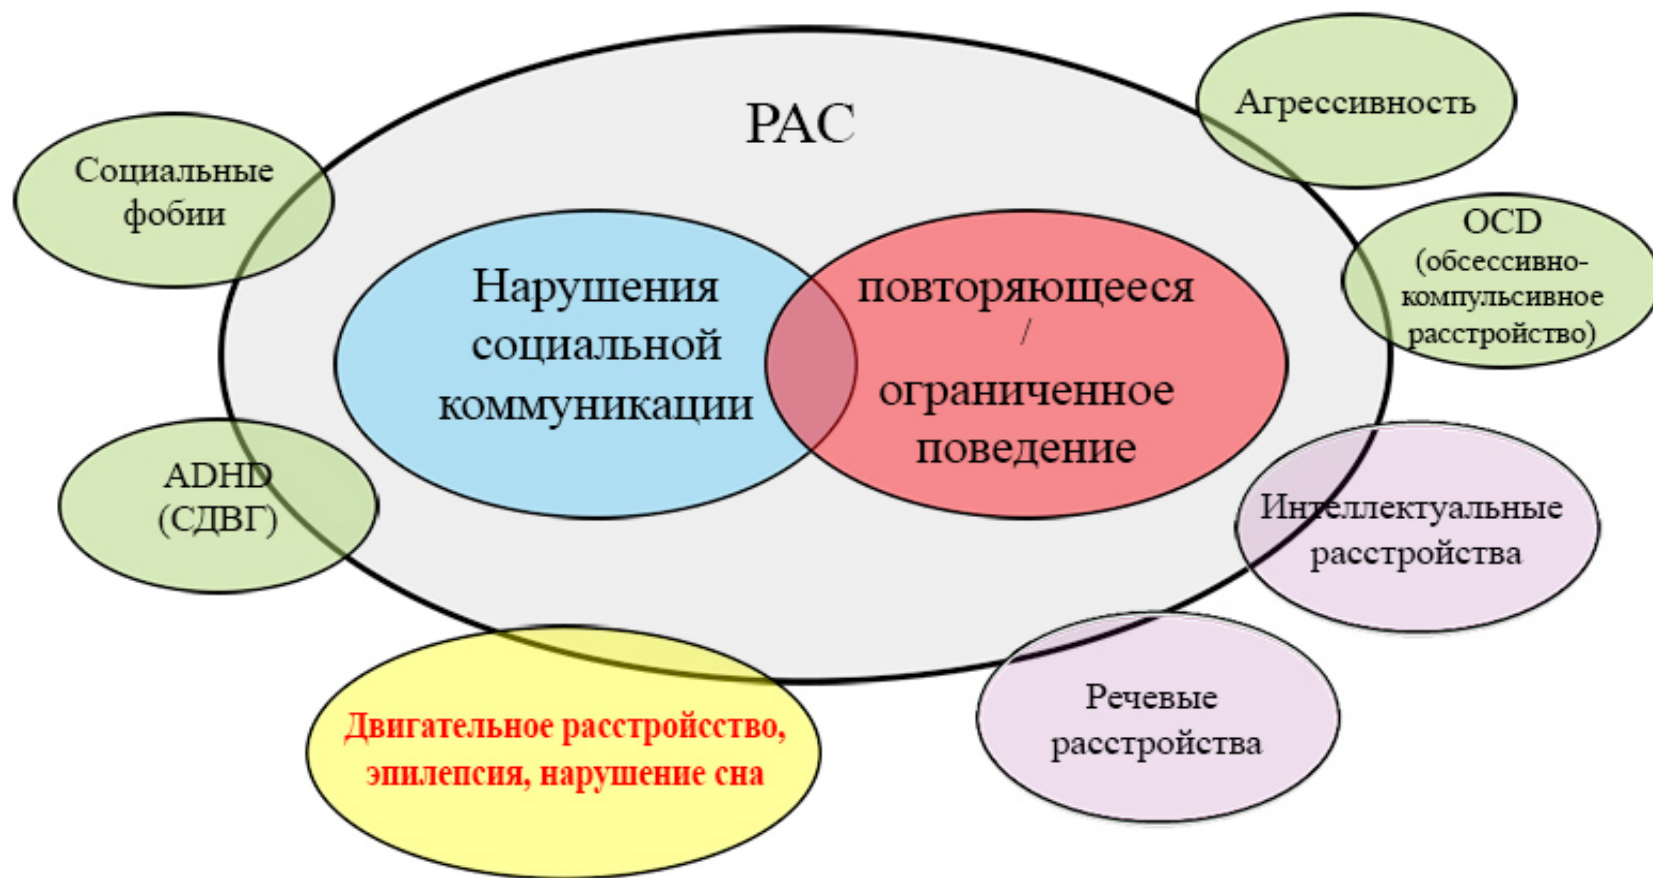 РАС
Агрессивность
Социальные
фобии
OCD
(обсессивно-
компульсивное
расстройство)
Нарушения
социальной
коммуникации
повторяющееся
/
ограниченное
поведение
ADHD
(СДВГ)
Интеллектуальные
расстройства
Двигательное расстройсство,
эпилепсия, нарушение сна
Речевые
расстройства